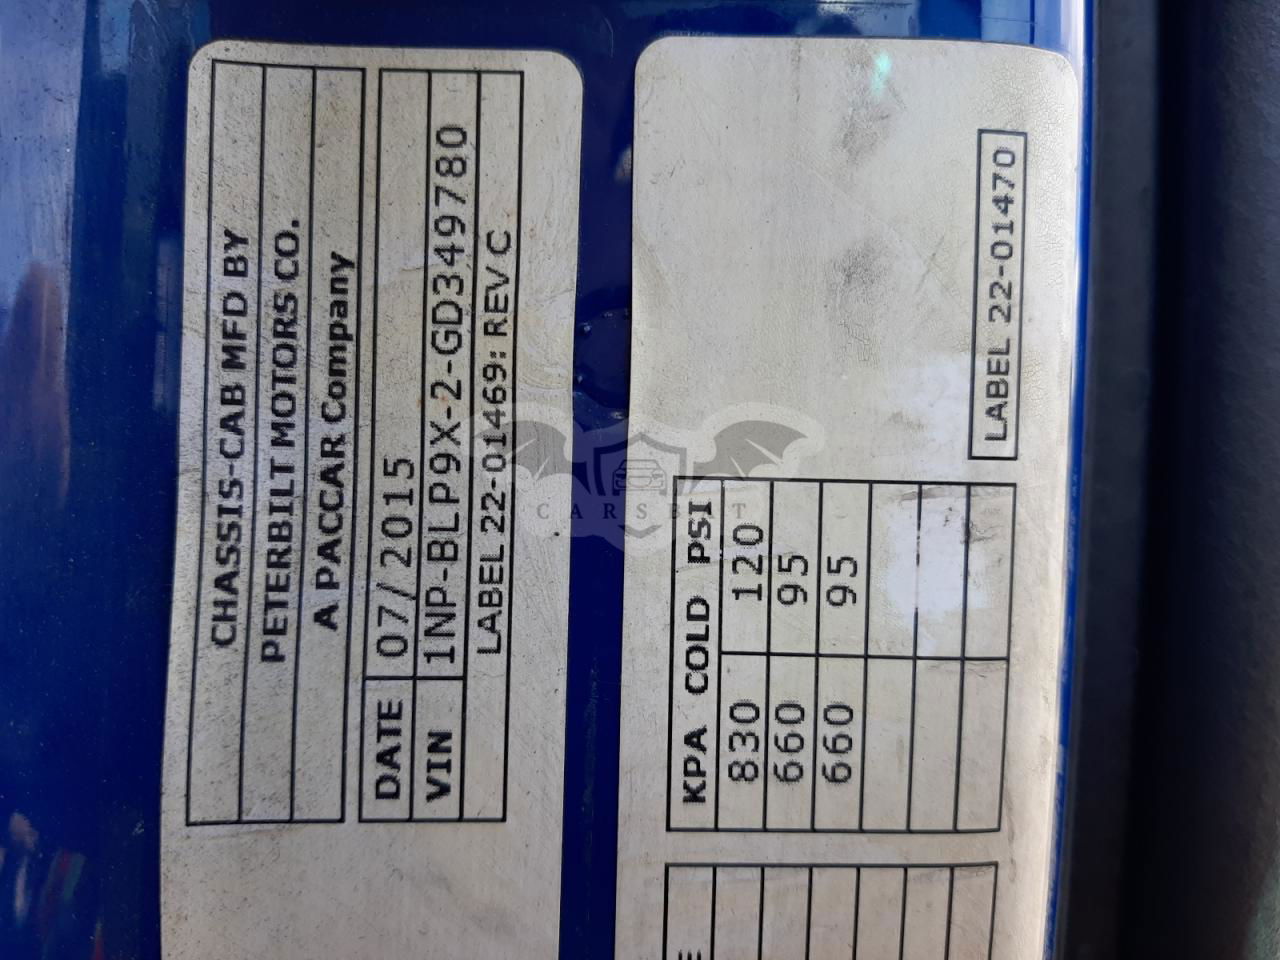 CHASSIS-CAB MFD BY
PETERBILT MOTORS CO.
A PACCAR Company
DATE 07/2015
VIN 1NP-BLP9X-2-GD349780
LABEL 22-01469: REV C
CARSBAT
KPA COLD PSI
830 120
660 95
660 95
LABEL 22-01470